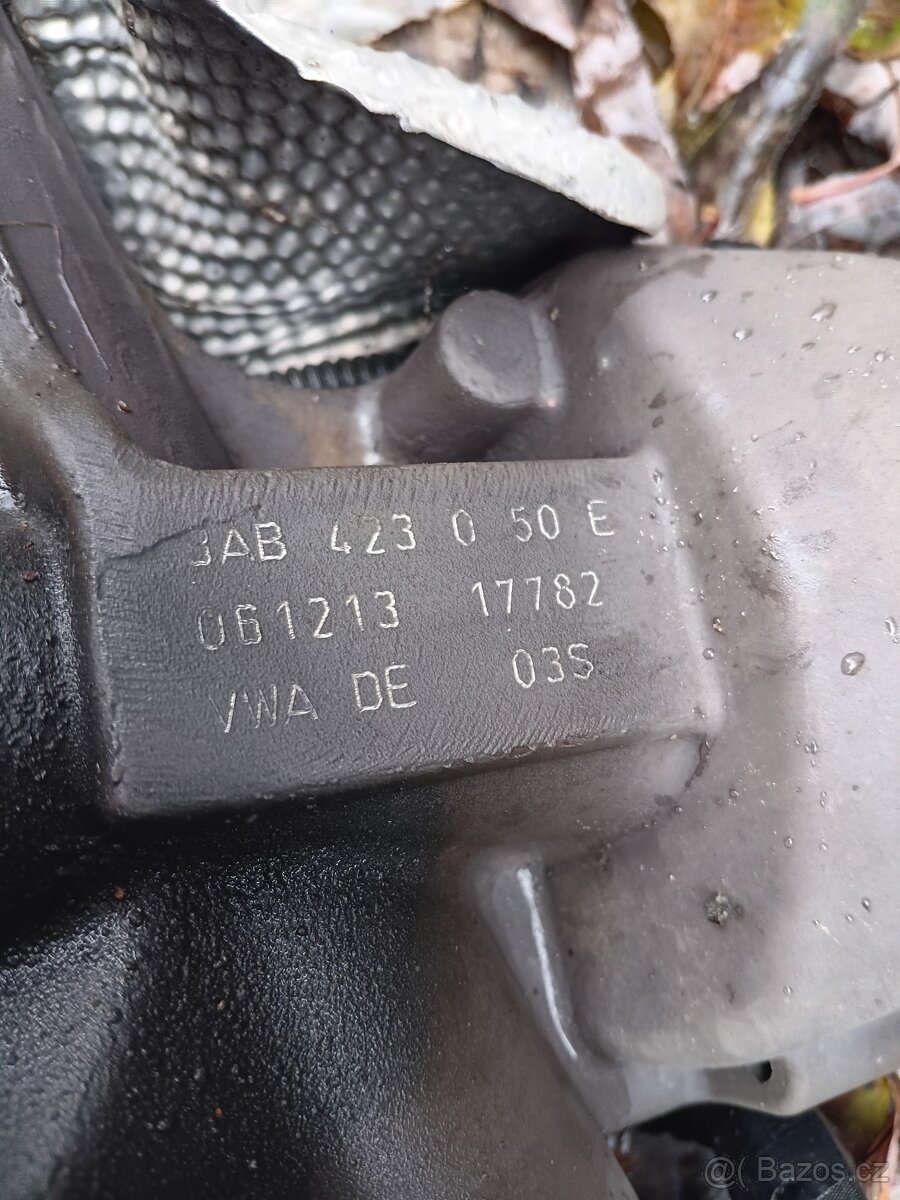 3AB 423 0 50 E
061213 17782
VWA DE 03S
@( Bazos.cz